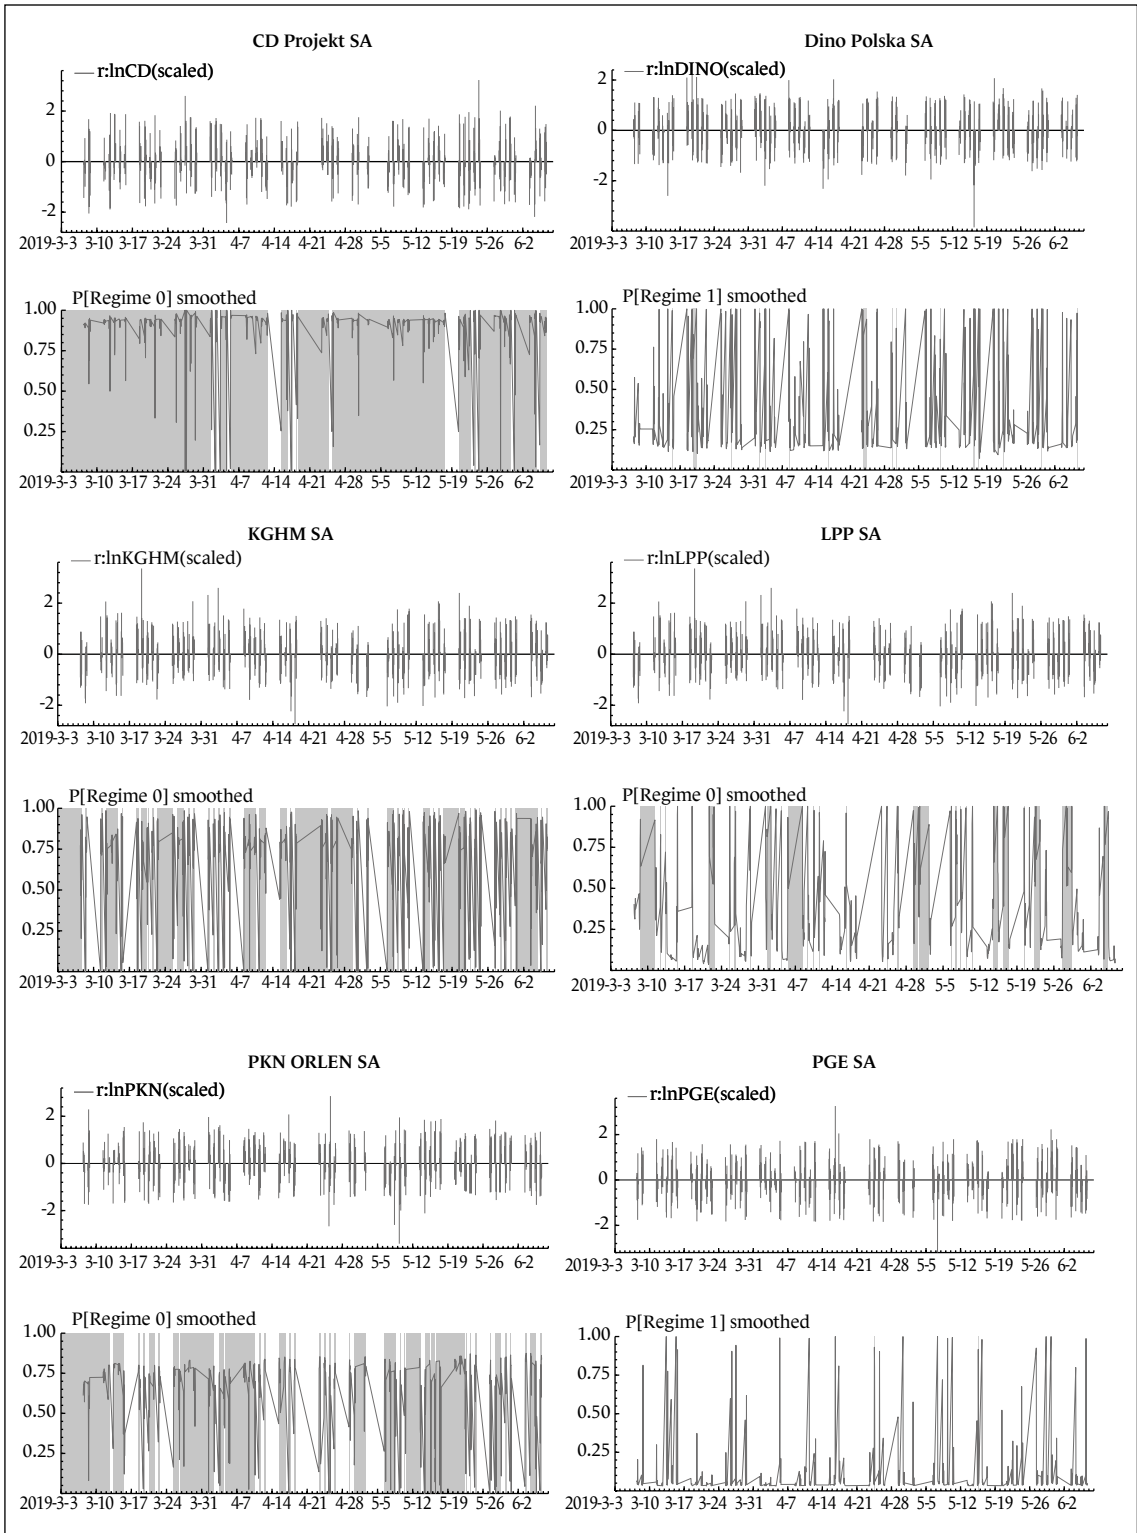 CD Projekt SA
r:lnCD(scaled)
2
0
-2
2019-3-3 3-10 3-17 3-24 3-31 4-7 4-14 4-21 4-28 5-5 5-12 5-19 5-26 6-2
P[Regime 0] smoothed
1.00
0.75
0.50
0.25
2019-3-3 3-10 3-17 3-24 3-31 4-7 4-14 4-21 4-28 5-5 5-12 5-19 5-26 6-2
Dino Polska SA
r:lnDINO(scaled)
2
0
-2
2019-3-3 3-10 3-17 3-24 3-31 4-7 4-14 4-21 4-28 5-5 5-12 5-19 5-26 6-2
P[Regime 1] smoothed
1.00
0.75
0.50
0.25
2019-3-3 3-10 3-17 3-24 3-31 4-7 4-14 4-21 4-28 5-5 5-12 5-19 5-26 6-2
KGHM SA
r:lnKGHM(scaled)
2
0
-2
2019-3-3 3-10 3-17 3-24 3-31 4-7 4-14 4-21 4-28 5-5 5-12 5-19 5-26 6-2
P[Regime 0] smoothed
1.00
0.75
0.50
0.25
2019-3-3 3-10 3-17 3-24 3-31 4-7 4-14 4-21 4-28 5-5 5-12 5-19 5-26 6-2
LPP SA
r:lnLPP(scaled)
2
0
-2
2019-3-3 3-10 3-17 3-24 3-31 4-7 4-14 4-21 4-28 5-5 5-12 5-19 5-26 6-2
P[Regime 0] smoothed
1.00
0.75
0.50
0.25
2019-3-3 3-10 3-17 3-24 3-31 4-7 4-14 4-21 4-28 5-5 5-12 5-19 5-26 6-2
PKN ORLEN SA
r:lnPKN(scaled)
2
0
-2
2019-3-3 3-10 3-17 3-24 3-31 4-7 4-14 4-21 4-28 5-5 5-12 5-19 5-26 6-2
P[Regime 0] smoothed
1.00
0.75
0.50
0.25
2019-3-3 3-10 3-17 3-24 3-31 4-7 4-14 4-21 4-28 5-5 5-12 5-19 5-26 6-2
PGE SA
r:lnPGE(scaled)
2
0
-2
2019-3-3 3-10 3-17 3-24 3-31 4-7 4-14 4-21 4-28 5-5 5-12 5-19 5-26 6-2
P[Regime 1] smoothed
1.00
0.75
0.50
0.25
2019-3-3 3-10 3-17 3-24 3-31 4-7 4-14 4-21 4-28 5-5 5-12 5-19 5-26 6-2